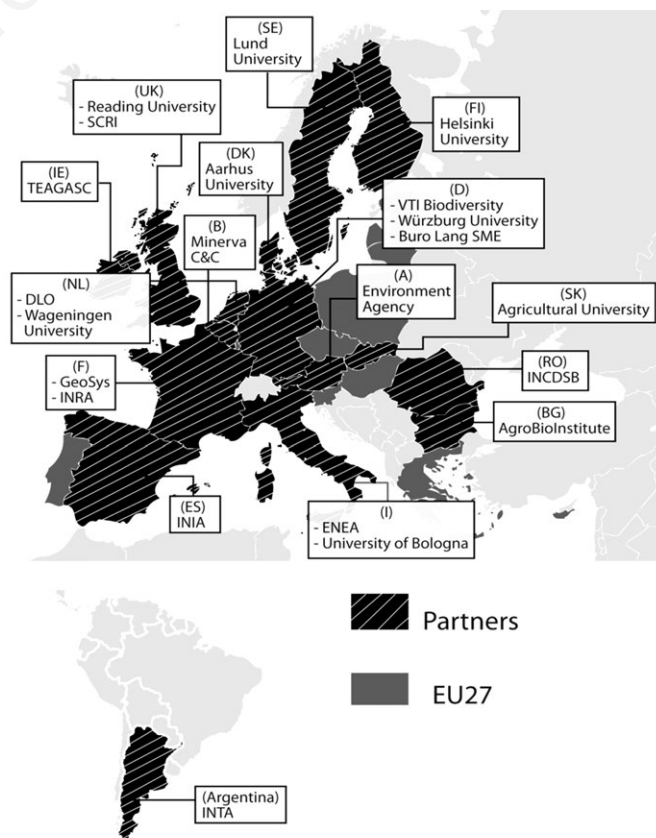 (SE)
Lund
University
(UK)
- Reading University
- SCRI
(FI)
Helsinki
University
(DK)
Aarhus
University
(IE)
TEAGASC
(D)
- VTI Biodiversity
- Würzburg University
- Buro Lang SME
(B)
Minerva
C&C
(NL)
- DLO
- Wageningen
University
(A)
Environment
Agency
(SK)
Agricultural University
(F)
- GeoSys
- INRA
(RO)
INCDSB
(BG)
AgroBioInstitute
(ES)
INIA
(I)
- ENEA
- University of Bologna
Partners
EU27
(Argentina)
INTA